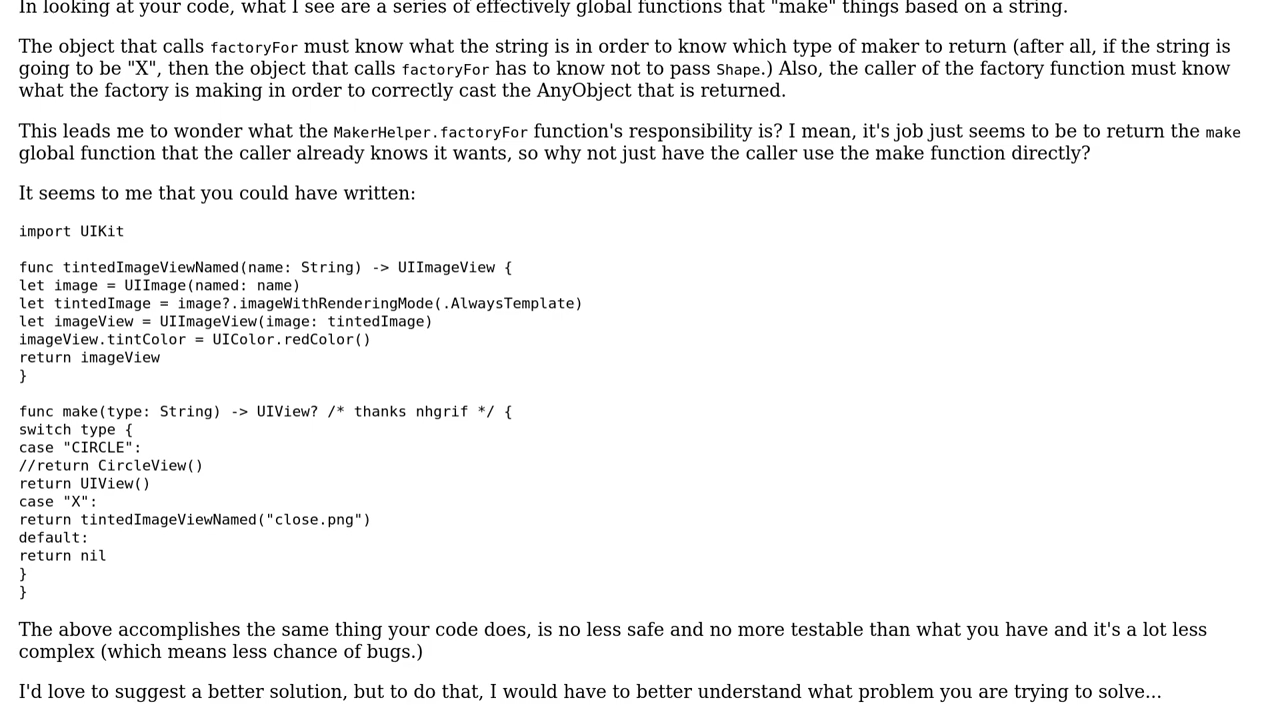 In looking at your code, what I see are a series of effectively global functions that "make" things based on a string.
The object that calls factoryFor must know what the string is in order to know which type of maker to return (after all, if the string is
going to be "X", then the object that calls factoryFor has to know not to pass Shape.) Also, the caller of the factory function must know
what the factory is making in order to correctly cast the AnyObject that is returned.
This leads me to wonder what the MakerHelper.factoryFor function's responsibility is? I mean, it's job just seems to be to return the make
global function that the caller already knows it wants, so why not just have the caller use the make function directly?
It seems to me that you could have written:
import UIKit
func tintedImageViewNamed(name: String) -> UIImageView {
let image = UIImage(named: name)
let tintedImage = image?.imageWithRenderingMode(.AlwaysTemplate)
let imageView = UIImageView(image: tintedImage)
imageView.tintColor = UIColor.redColor()
return imageView
}
func make(type: String) -> UIView? /* thanks nhgrif */ {
switch type {
case "CIRCLE":
//return CircleView()
return UIView()
case "X":
return tintedImageViewNamed("close.png")
default:
return nil
}
}
The above accomplishes the same thing your code does, is no less safe and no more testable than what you have and it's a lot less
complex (which means less chance of bugs.)
I'd love to suggest a better solution, but to do that, I would have to better understand what problem you are trying to solve...